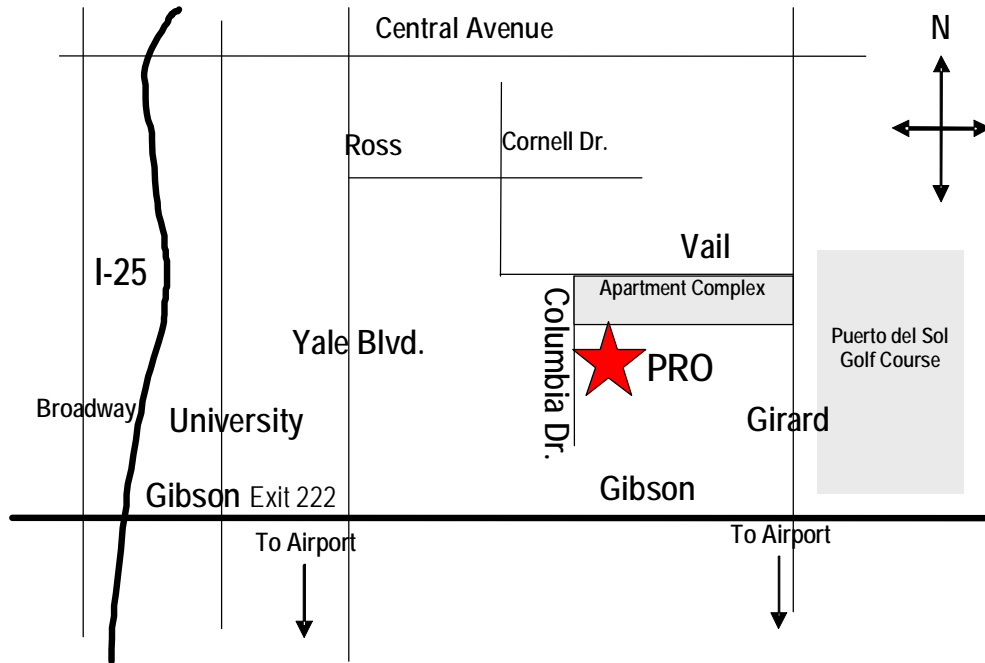 Central Avenue
N
Ross
Cornell Dr.
Vail
I-25
Apartment Complex
Columbia Dr.
Yale Blvd.
Puerto del Sol
Golf Course
PRO
Broadway
University
Girard
Gibson Exit 222
Gibson
To Airport
To Airport